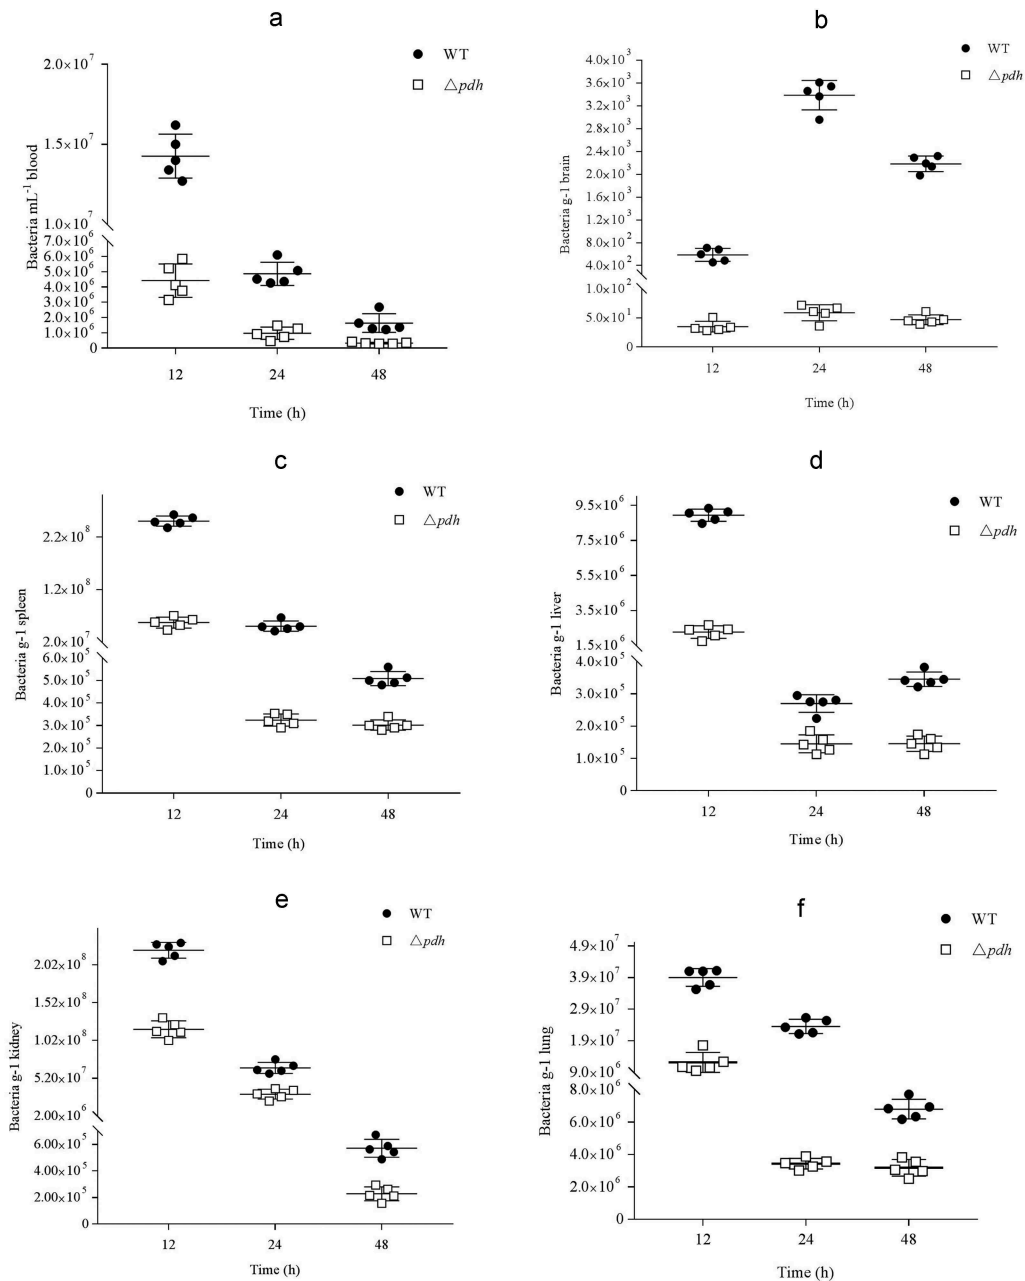 a
WT
△pdh
Bacteria mL⁻¹ blood
2.0×10⁷
1.5×10⁷
1.0×10⁷
7.0×10⁶
6.0×10⁶
5.0×10⁶
4.0×10⁶
3.0×10⁶
2.0×10⁶
1.0×10⁶
0
12 24 48
Time (h)
b
WT
△pdh
Bacteria g-1 brain
4.0×10³
3.6×10³
3.2×10³
2.8×10³
2.4×10³
2.0×10³
1.6×10³
1.2×10³
8.0×10²
4.0×10²
1.0×10²
5.0×10¹
0
12 24 48
Time (h)
c
WT
△pdh
Bacteria g-1 spleen
2.2×10⁸
1.2×10⁸
2.0×10⁷
6.0×10⁵
5.0×10⁵
4.0×10⁵
3.0×10⁵
2.0×10⁵
1.0×10⁵
0
12 24 48
Time (h)
d
WT
△pdh
Bacteria g-1 liver
9.5×10⁶
7.5×10⁶
5.5×10⁶
3.5×10⁶
1.5×10⁶
4.0×10⁵
3.0×10⁵
2.0×10⁵
1.0×10⁵
0
12 24 48
Time (h)
e
WT
△pdh
Bacteria g-1 kidney
2.02×10⁸
1.52×10⁸
1.02×10⁸
5.20×10⁷
2.00×10⁶
6.00×10⁵
4.00×10⁵
2.00×10⁵
0
12 24 48
Time (h)
f
WT
△pdh
Bacteria g-1 lung
4.9×10⁷
3.9×10⁷
2.9×10⁷
1.9×10⁷
9.0×10⁶
8.0×10⁶
6.0×10⁶
4.0×10⁶
2.0×10⁶
0
12 24 48
Time (h)